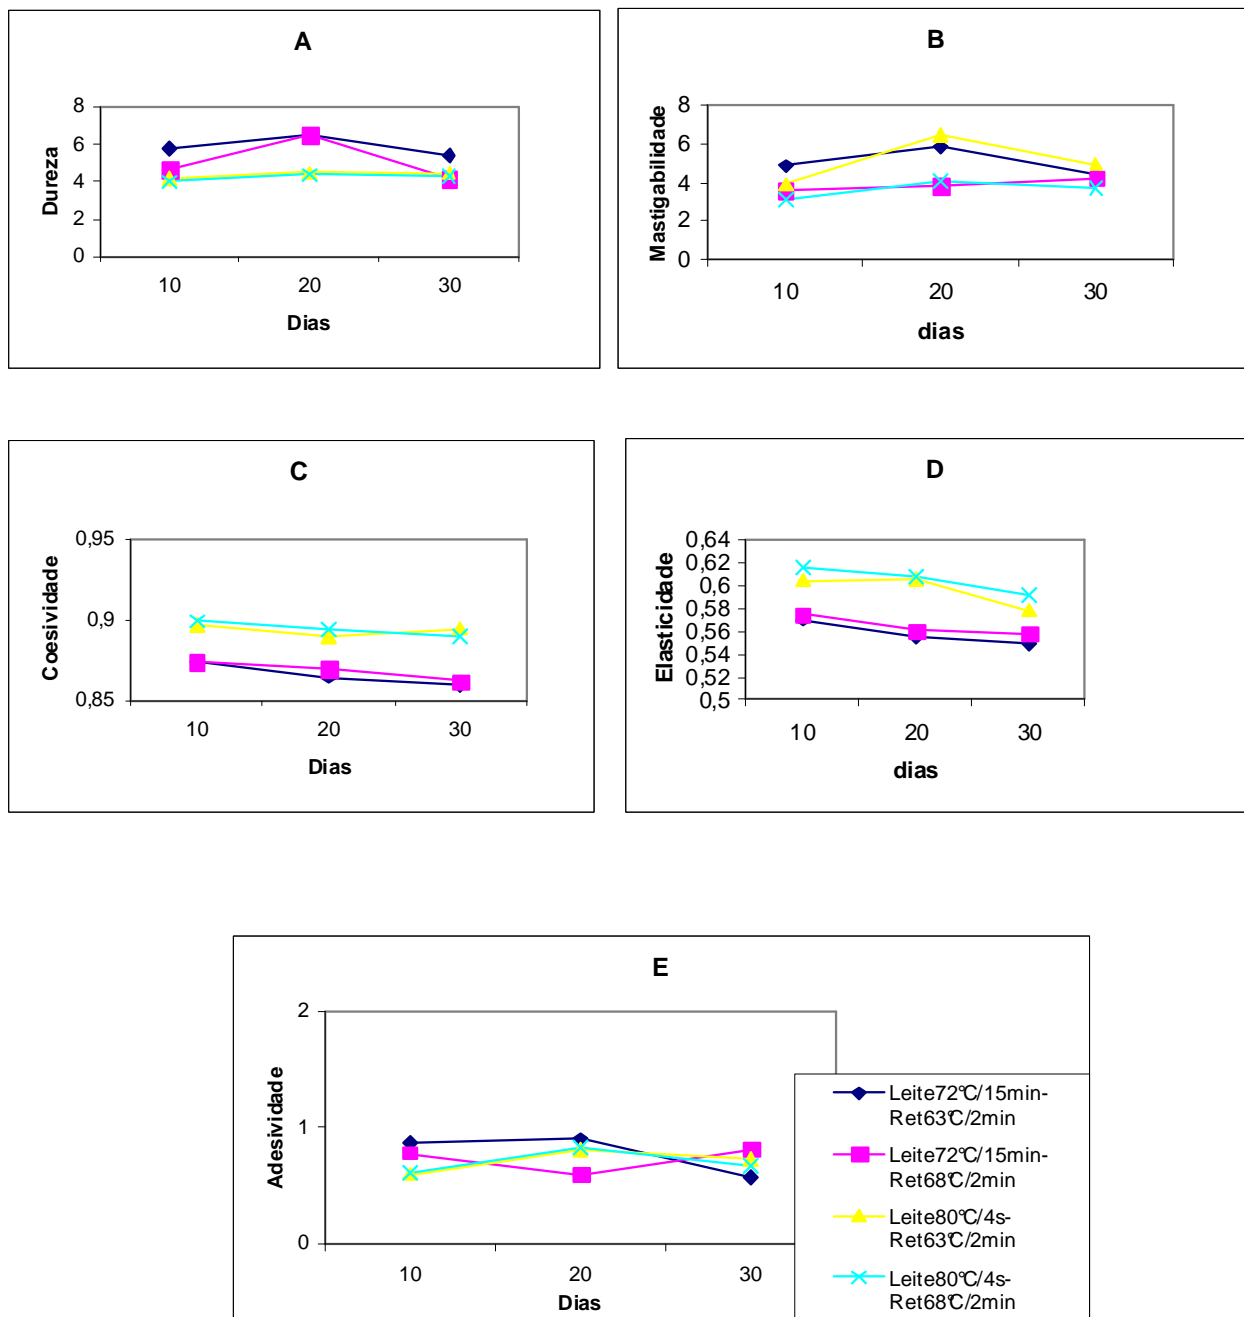 A
Dureza
8
6
4
2
0
10 20 30
Dias
B
Mastigabilidade
8
6
4
2
0
10 20 30
dias
C
Coesividade
0,95
0,9
0,85
10 20 30
Dias
D
Elasticidade
0,64
0,62
0,6
0,58
0,56
0,54
0,52
0,5
10 20 30
dias
E
Adesividade
2
1
0
10 20 30
Dias
Leite72°C/15min-
Ret63°C/2min
Leite72°C/15min-
Ret68°C/2min
Leite80°C/4s-
Ret63°C/2min
Leite80°C/4s-
Ret68°C/2min